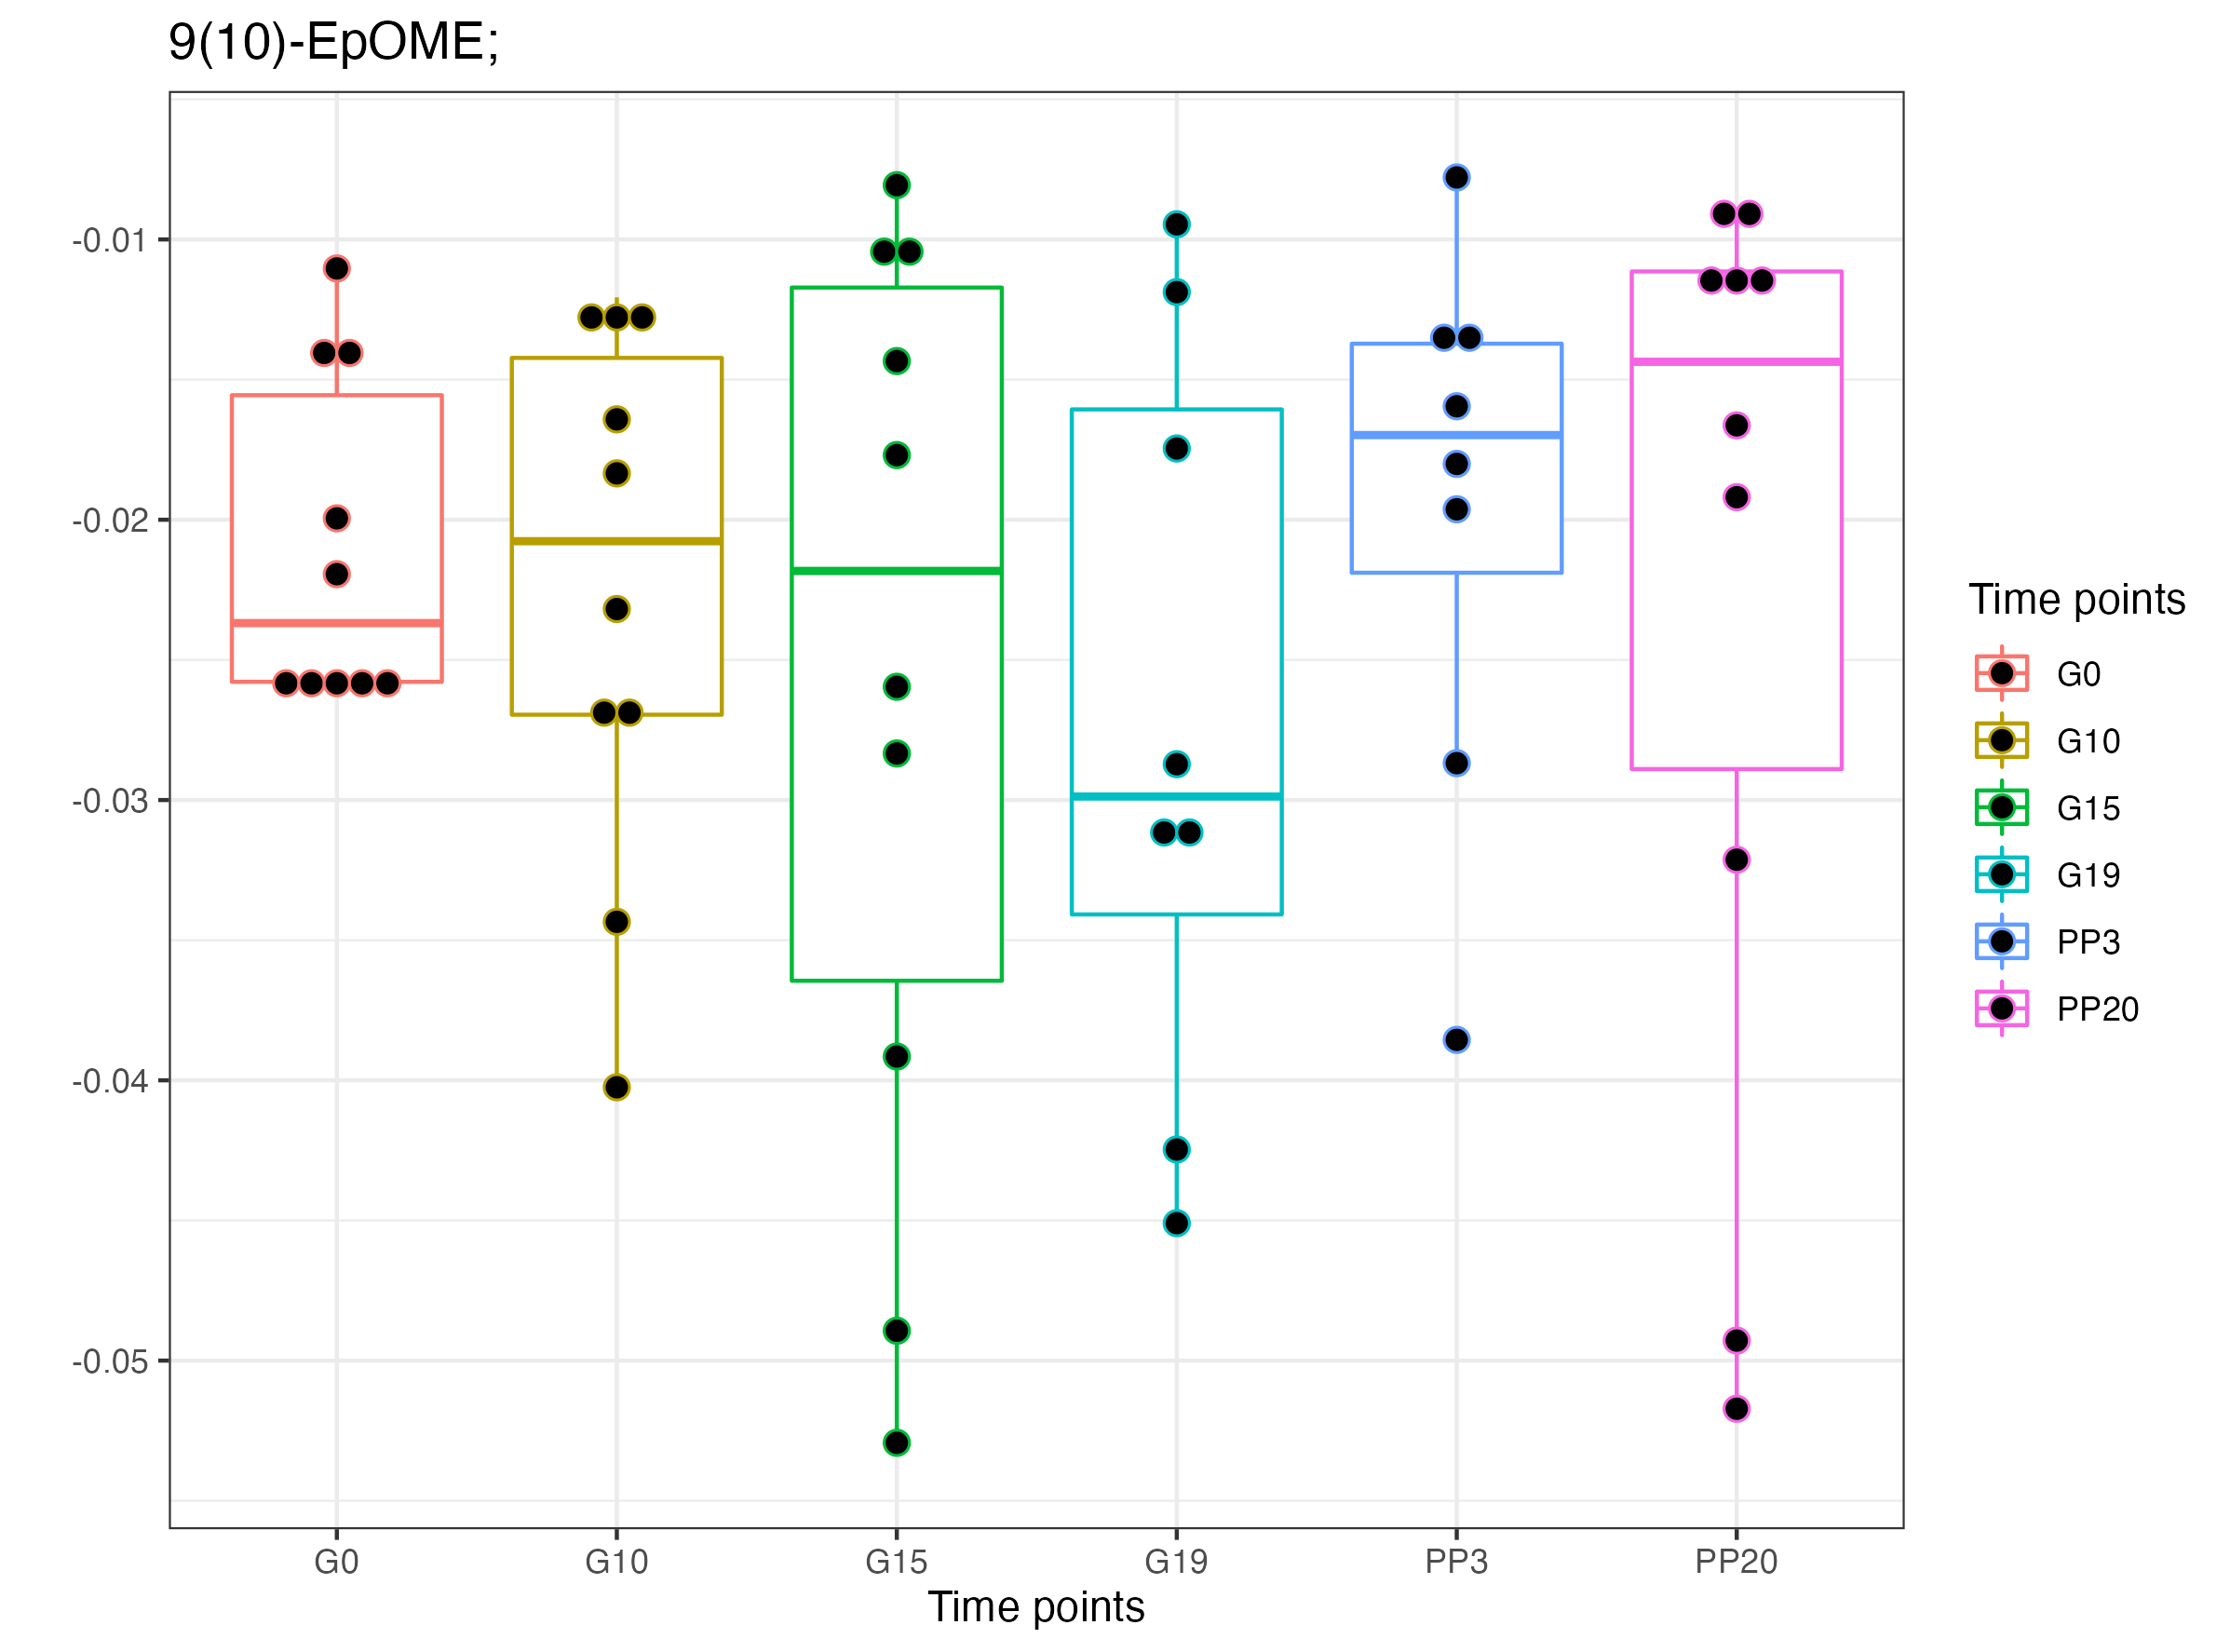 9(10)-EpOME;
-0.01
-0.02
-0.03
-0.04
-0.05
G0 G10 G15 G19 PP3 PP20
Time points
Time points
G0
G10
G15
G19
PP3
PP20